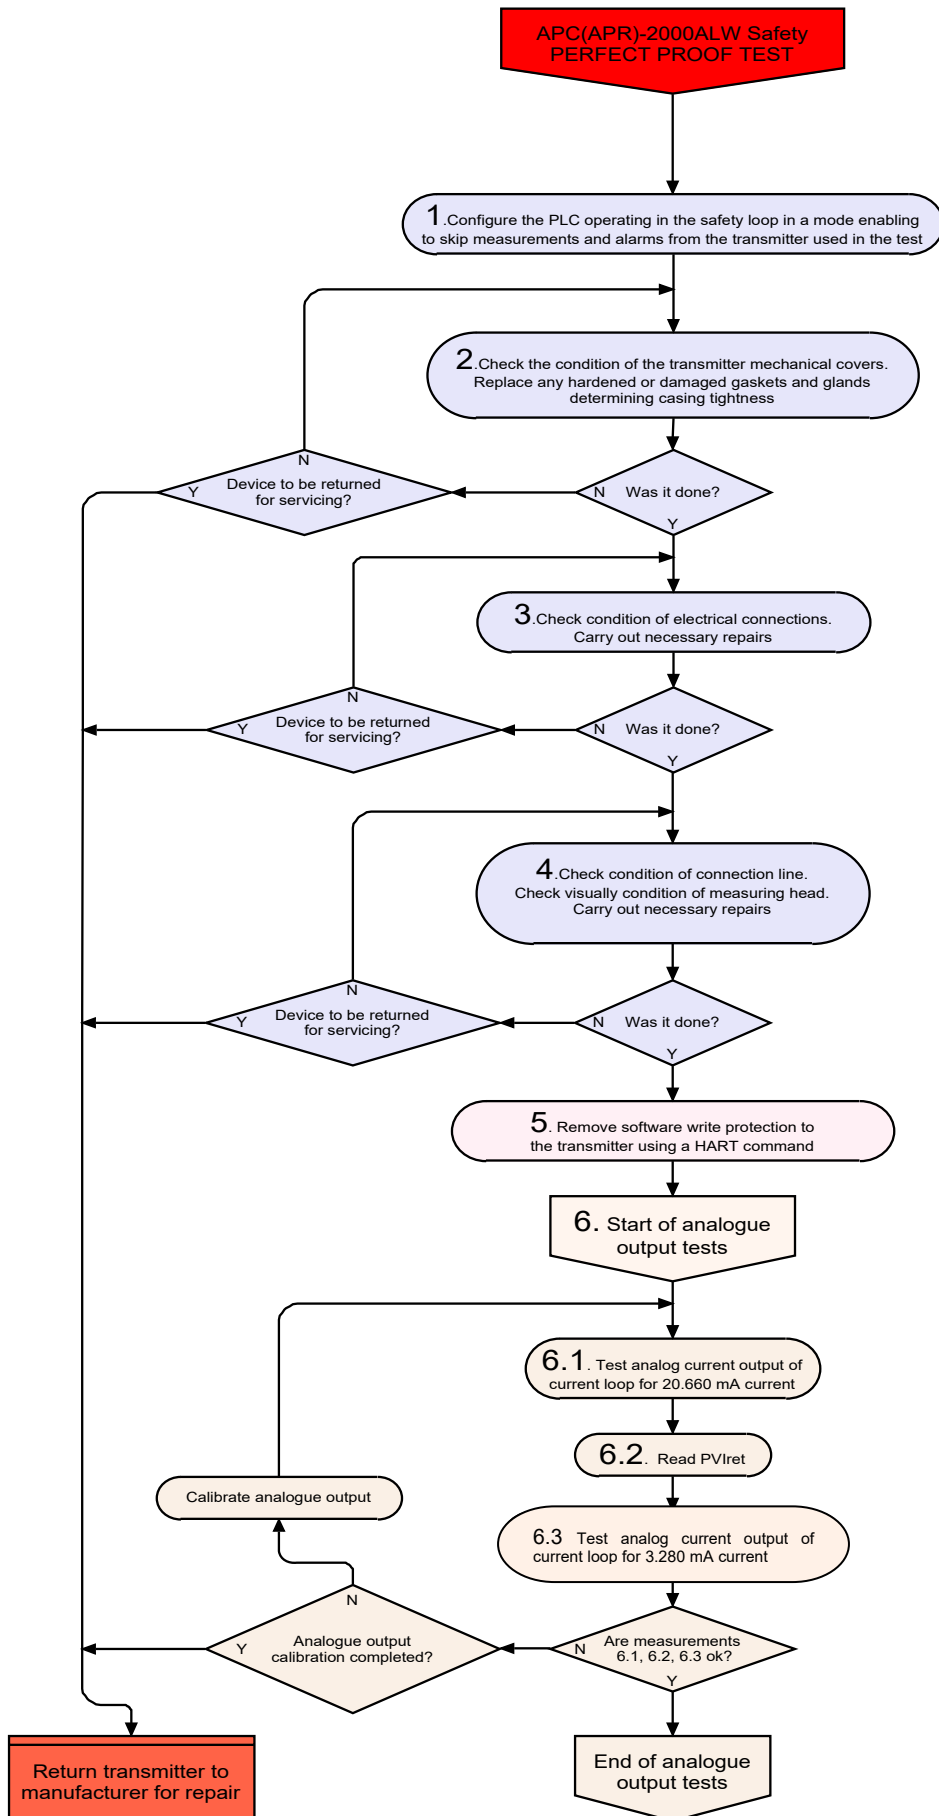 APC(APR)-2000ALW Safety
PERFECT PROOF TEST
1.Configure the PLC operating in the safety loop in a mode enabling
to skip measurements and alarms from the transmitter used in the test
2.Check the condition of the transmitter mechanical covers.
Replace any hardened or damaged gaskets and glands
determining casing tightness
N
Y
Device to be returned
for servicing?
N
Was it done?
Y
3.Check condition of electrical connections.
Carry out necessary repairs
N
Y
Device to be returned
for servicing?
N
Was it done?
Y
4.Check condition of connection line.
Check visually condition of measuring head.
Carry out necessary repairs
N
Y
Device to be returned
for servicing?
N
Was it done?
Y
5. Remove software write protection to
the transmitter using a HART command
6. Start of analogue
output tests
6.1. Test analog current output of
current loop for 20.660 mA current
6.2. Read PVIret
Calibrate analogue output
6.3 Test analog current output of
current loop for 3.280 mA current
N
Y
Analogue output
calibration completed?
N
Are measurements
6.1, 6.2, 6.3 ok?
Y
Return transmitter to
manufacturer for repair
End of analogue
output tests